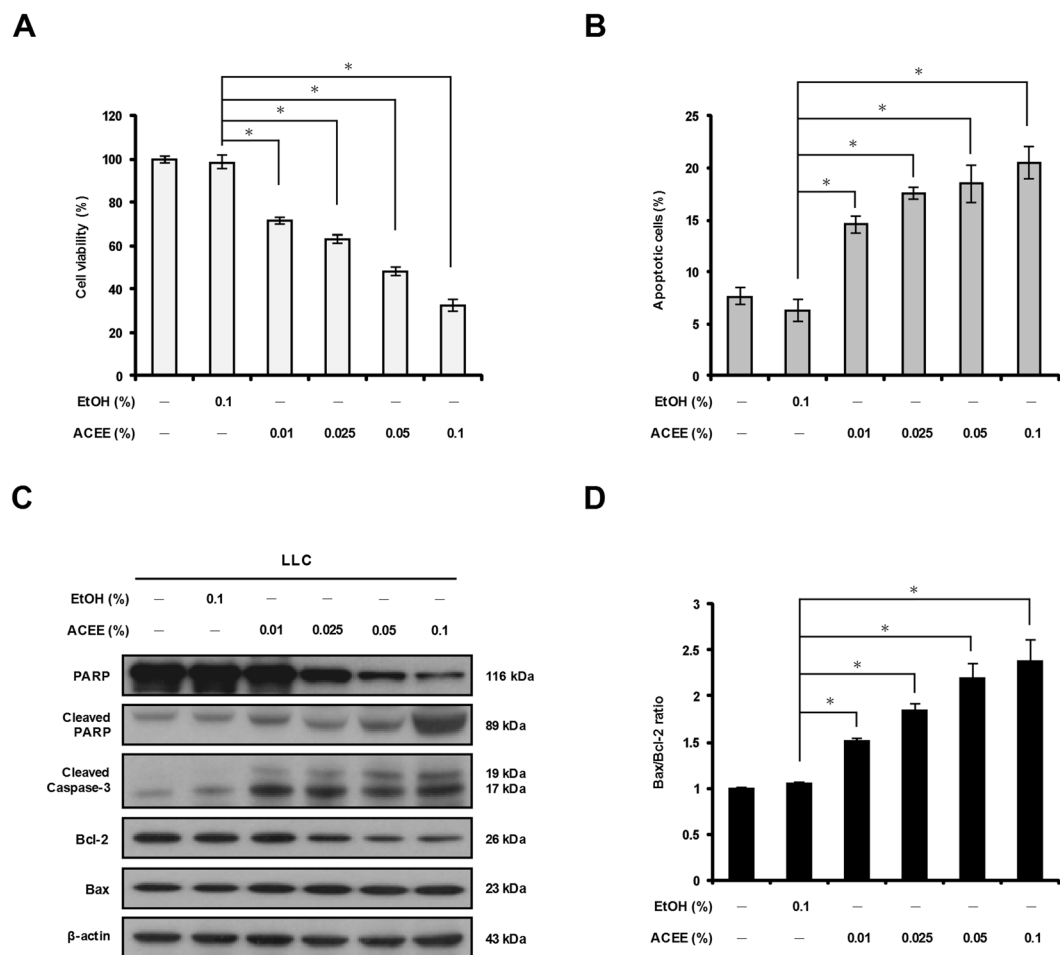 A
*
*
*
*
120
100
80
60
40
20
0
Cell viability (%)
EtOH (%) — 0.1 — — — —
ACEE (%) — — 0.01 0.025 0.05 0.1
B
*
*
*
*
25
20
15
10
5
0
Apoptotic cells (%)
EtOH (%) — 0.1 — — — —
ACEE (%) — — 0.01 0.025 0.05 0.1
C
LLC
EtOH (%) — 0.1 — — — —
ACEE (%) — — 0.01 0.025 0.05 0.1
PARP 116 kDa
Cleaved
PARP 89 kDa
Cleaved 19 kDa
Caspase-3 17 kDa
Bcl-2 26 kDa
Bax 23 kDa
β-actin 43 kDa
D
*
*
*
*
3
2.5
2
1.5
1
0.5
0
Bax/Bcl-2 ratio
EtOH (%) — 0.1 — — — —
ACEE (%) — — 0.01 0.025 0.05 0.1